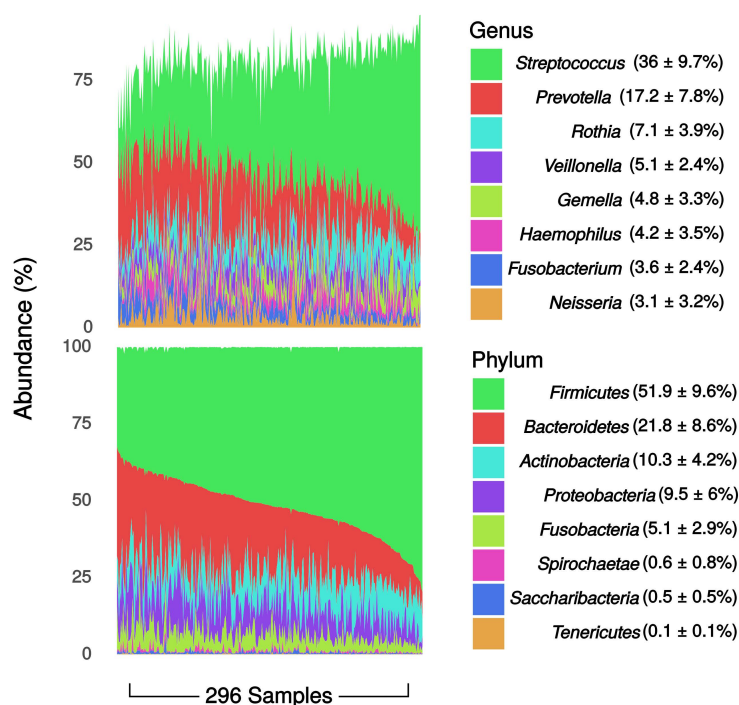 Abundance (%)
75
50
25
0
Genus
Streptococcus (36 ± 9.7%)
Prevotella (17.2 ± 7.8%)
Rothia (7.1 ± 3.9%)
Veillonella (5.1 ± 2.4%)
Gemella (4.8 ± 3.3%)
Haemophilus (4.2 ± 3.5%)
Fusobacterium (3.6 ± 2.4%)
Neisseria (3.1 ± 3.2%)
100
75
50
25
0
Phylum
Firmicutes (51.9 ± 9.6%)
Bacteroidetes (21.8 ± 8.6%)
Actinobacteria (10.3 ± 4.2%)
Proteobacteria (9.5 ± 6%)
Fusobacteria (5.1 ± 2.9%)
Spirochaetae (0.6 ± 0.8%)
Saccharibacteria (0.5 ± 0.5%)
Tenericutes (0.1 ± 0.1%)
296 Samples